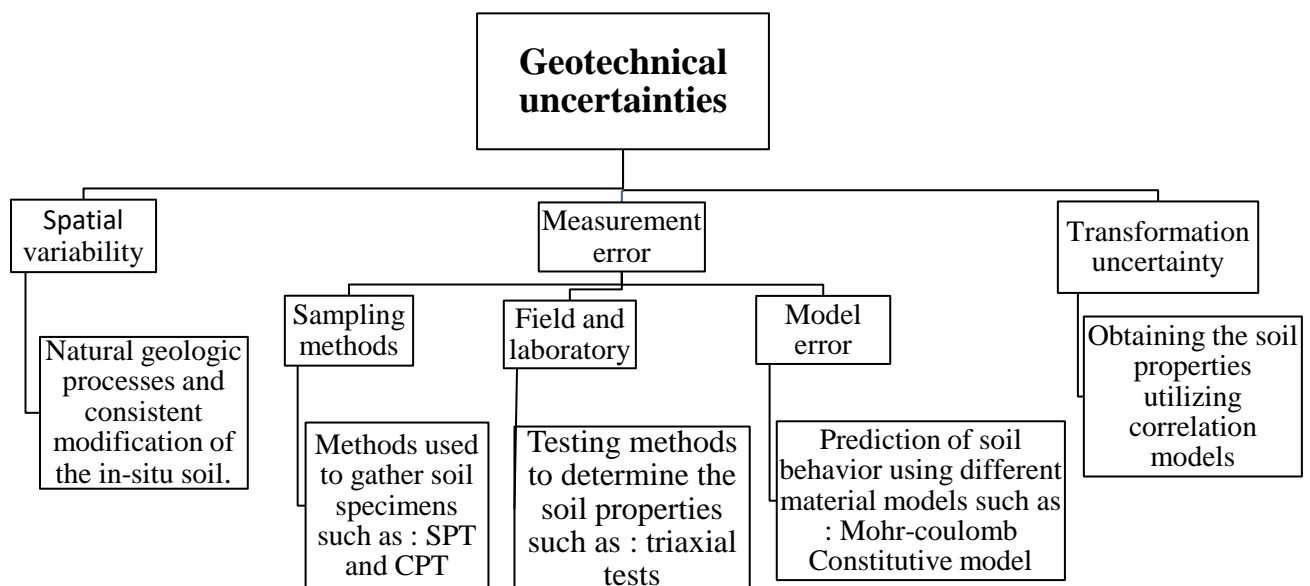 Geotechnical
uncertainties
Spatial
variability
Measurement
error
Transformation
uncertainty
Sampling
methods
Field and
laboratory
Model
error
Natural geologic
processes and
consistent
modification of
the in-situ soil.
Methods used
to gather soil
specimens
such as : SPT
and CPT
Testing methods
to determine the
soil properties
such as : triaxial
tests
Prediction of soil
behavior using different
material models such as
: Mohr-coulomb
Constitutive model
Obtaining the soil
properties
utilizing
correlation
models